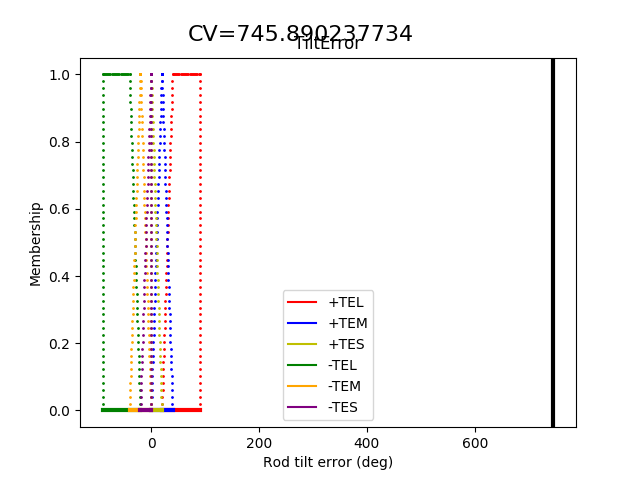 CV=745.890237734
TiltError
Membership
1.0
0.8
0.6
0.4
0.2
0.0
+TEL
+TEM
+TES
-TEL
-TEM
-TES
0 200 400 600
Rod tilt error (deg)